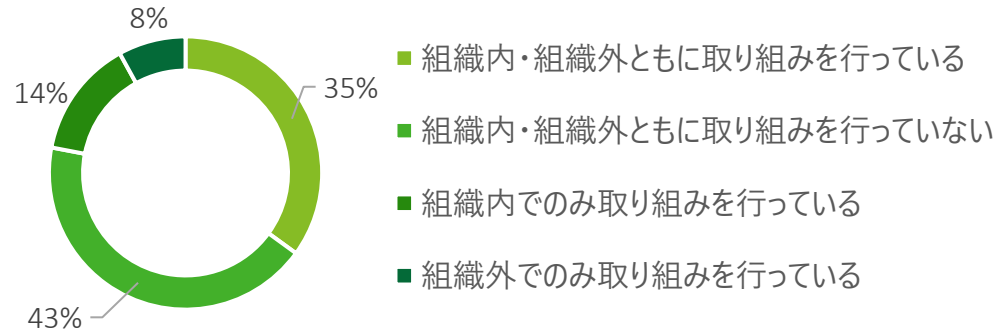 8%
14%
35%
43%
組織内・組織外ともに取り組みを行っている
組織内・組織外ともに取り組みを行っていない
組織内でのみ取り組みを行っている
組織外でのみ取り組みを行っている